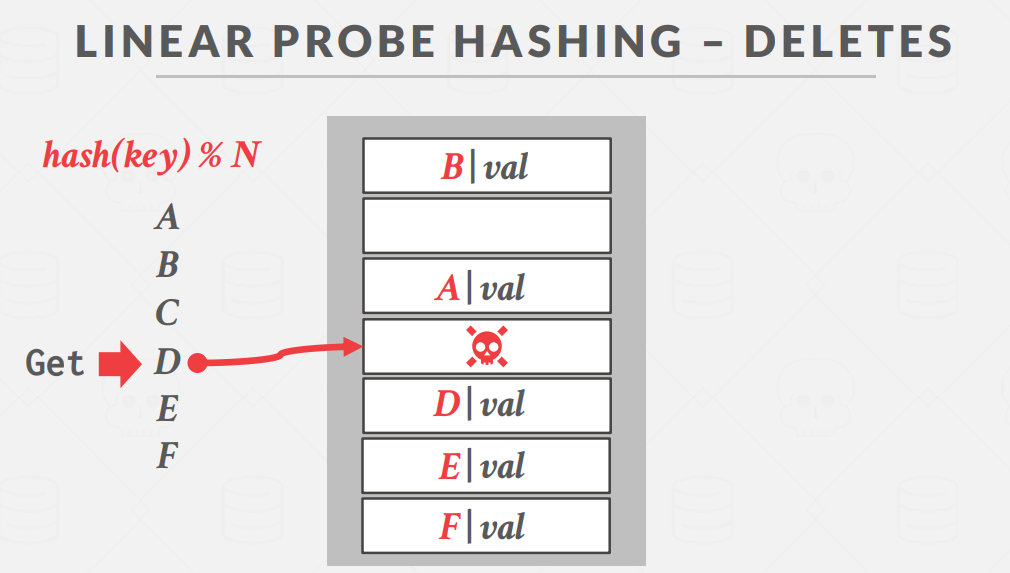 LINEAR PROBE HASHING – DELETES
hash(key) % N
A
B
C
Get D
E
F
B|val
A|val
D|val
E|val
F|val